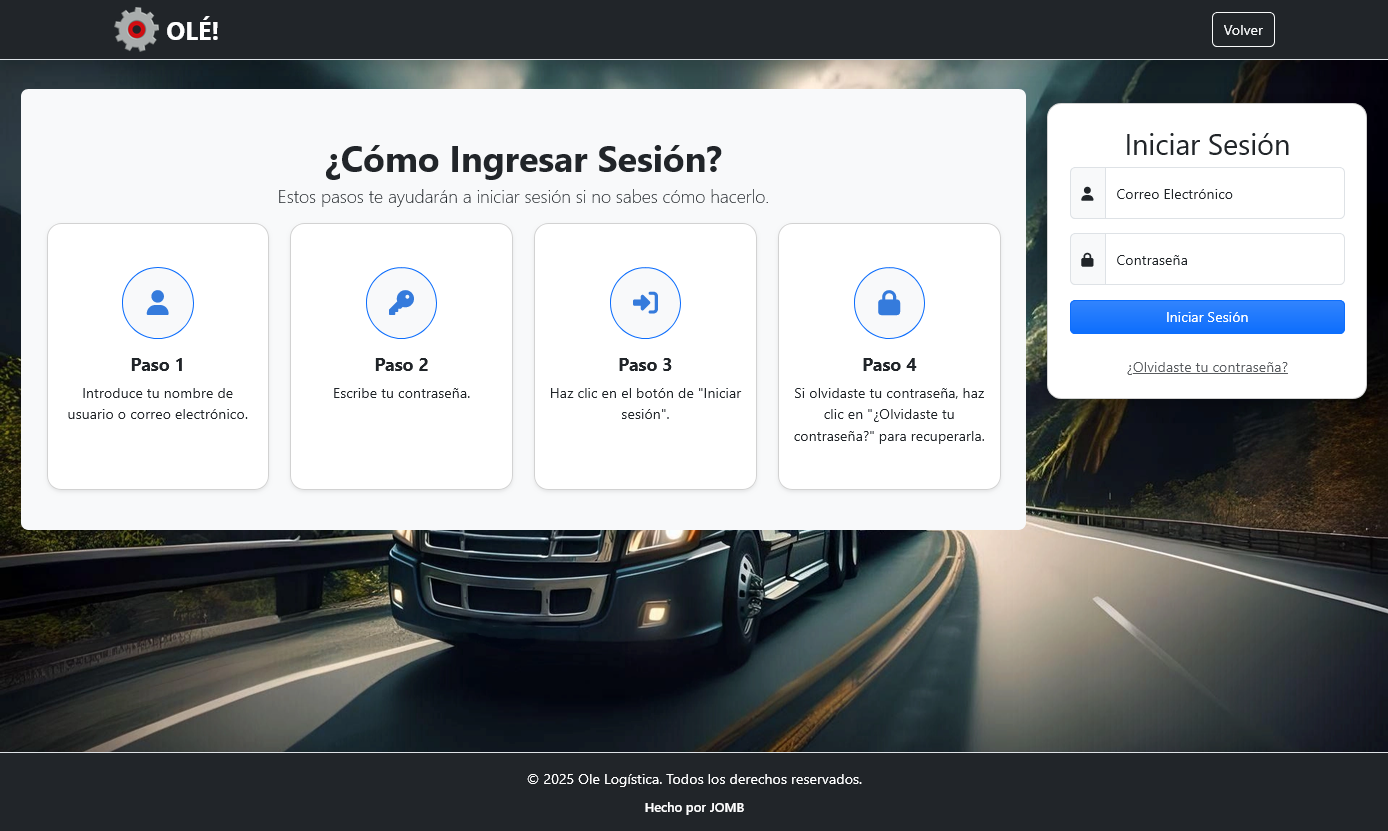 OLÉ!
Volver
¿Cómo Ingresar Sesión?
Estos pasos te ayudarán a iniciar sesión si no sabes cómo hacerlo.
Paso 1
Introduce tu nombre de
usuario o correo electrónico.
Paso 2
Escribe tu contraseña.
Paso 3
Haz clic en el botón de "Iniciar
sesión".
Paso 4
Si olvidaste tu contraseña, haz
clic en "¿Olvidaste tu
contraseña?" para recuperarla.
Iniciar Sesión
Correo Electrónico
Contraseña
Iniciar Sesión
¿Olvidaste tu contraseña?
© 2025 Ole Logística. Todos los derechos reservados.
Hecho por JOMB